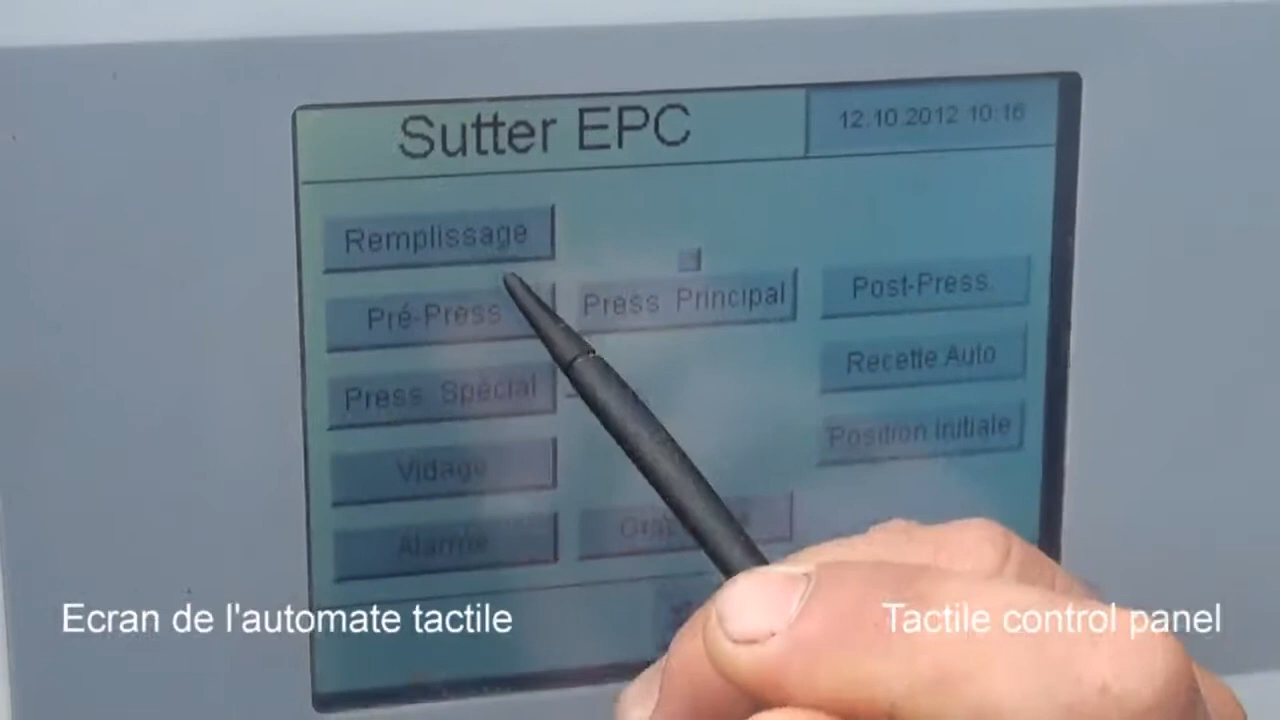 Sutter EPC
12.10.2012 10:16
Remplissage
Pré-Press
Press Principal
Post-Press.
Press Spécial
Recette Auto
Vidage
Position Initiale
Alarme
Ecran de l'automate tactile
Tactile control panel